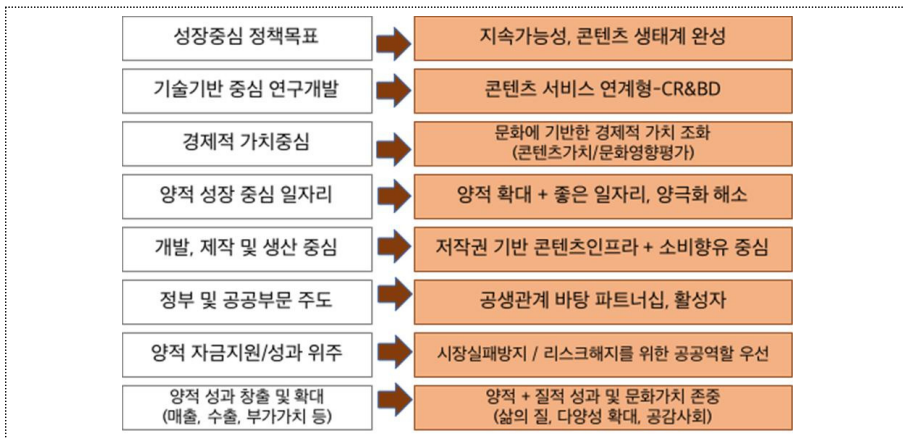 성장중심 정책목표
지속가능성, 콘텐츠 생태계 완성
기술기반 중심 연구개발
콘텐츠 서비스 연계형-CR&BD
경제적 가치중심
문화에 기반한 경제적 가치 조화
(콘텐츠가치/문화영향평가)
양적 성장 중심 일자리
양적 확대 + 좋은 일자리, 양극화 해소
개발, 제작 및 생산 중심
저작권 기반 콘텐츠인프라 + 소비향유 중심
정부 및 공공부문 주도
공생관계 바탕 파트너십, 활성자
양적 자금지원/성과 위주
시장실패방지 / 리스크해지를 위한 공공역할 우선
양적 성과 창출 및 확대
(매출, 수출, 부가가치 등)
양적 + 질적 성과 및 문화가치 존중
(삶의 질, 다양성 확대, 공감사회)